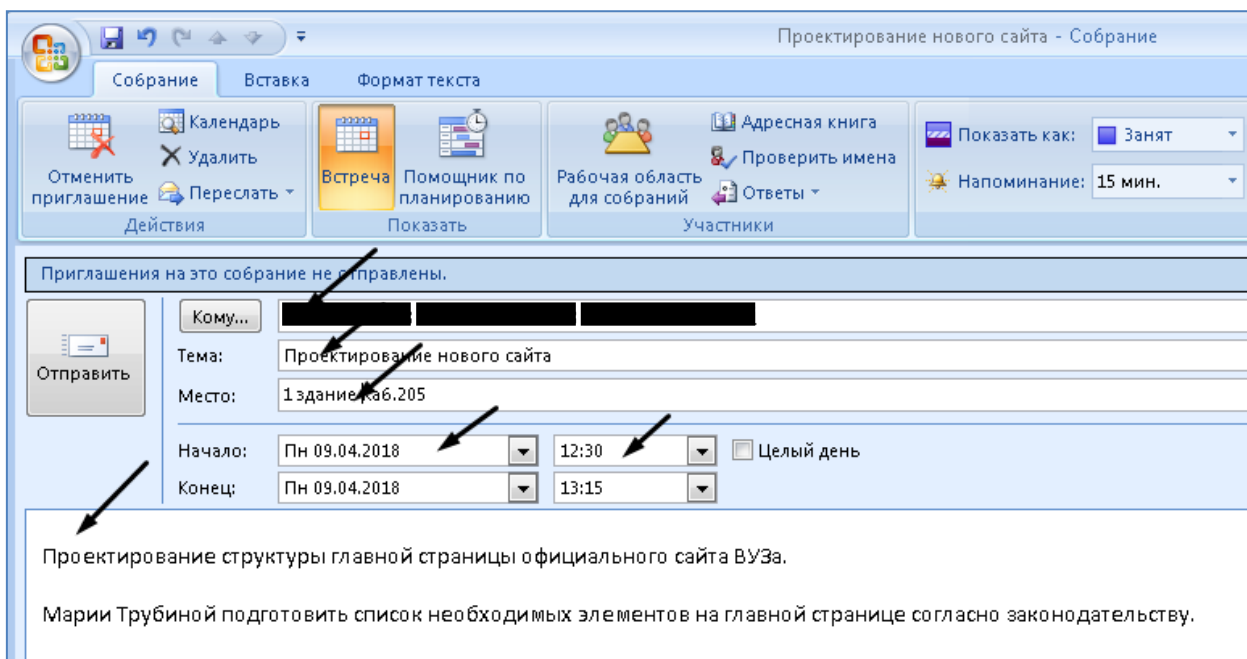 Проектирование нового сайта - Собрание
Собрание Вставка Формат текста
Отменить приглашение
Календарь
Удалить
Переслать
Действия
Встреча
Помощник по планированию
Показать
Рабочая область для собраний
Адресная книга
Проверить имена
Ответы
Участники
Показать как: Занят
Напоминание: 15 мин.
Приглашения на это собрание не отправлены.
Отправить
Кому...
Тема: Проектирование нового сайта
Место: 1 здание каб.205
Начало: Пн 09.04.2018 12:30 Целый день
Конец: Пн 09.04.2018 13:15
Проектирование структуры главной страницы официального сайта ВУЗа.
Марии Трубиной подготовить список необходимых элементов на главной странице согласно законодательству.